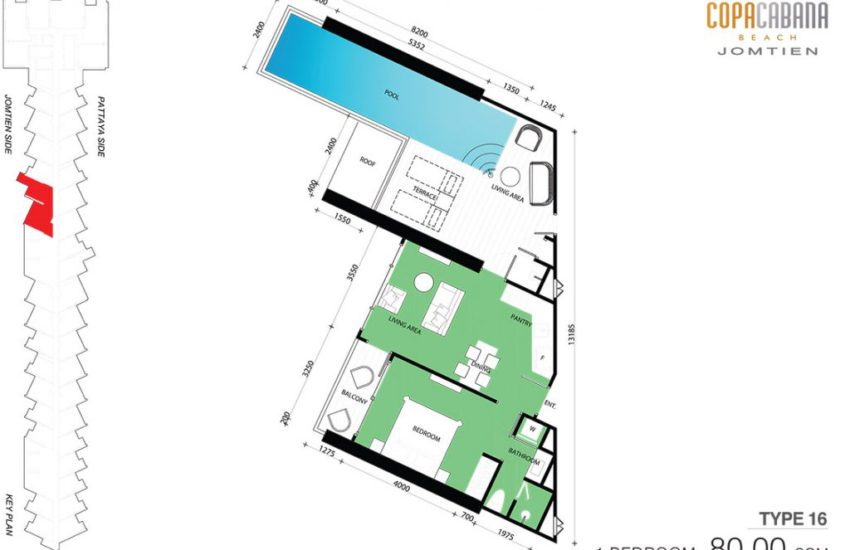 COPACABANA
BEACH
JOMTIEN
JOMTIEN SIDE
PATTAYA SIDE
KEY PLAN
8200
5352
1350
1245
2400
POOL
LIVING AREA
ROOF
TERRACE
2400
400
1550
3550
3250
200
13185
LIVING AREA
PANTRY
F
DINING
ENT.
BALCONY
BEDROOM
W
BATHROOM
1275
4000
700
1975
TYPE 16
1 BEDROOM 80.00 SQM